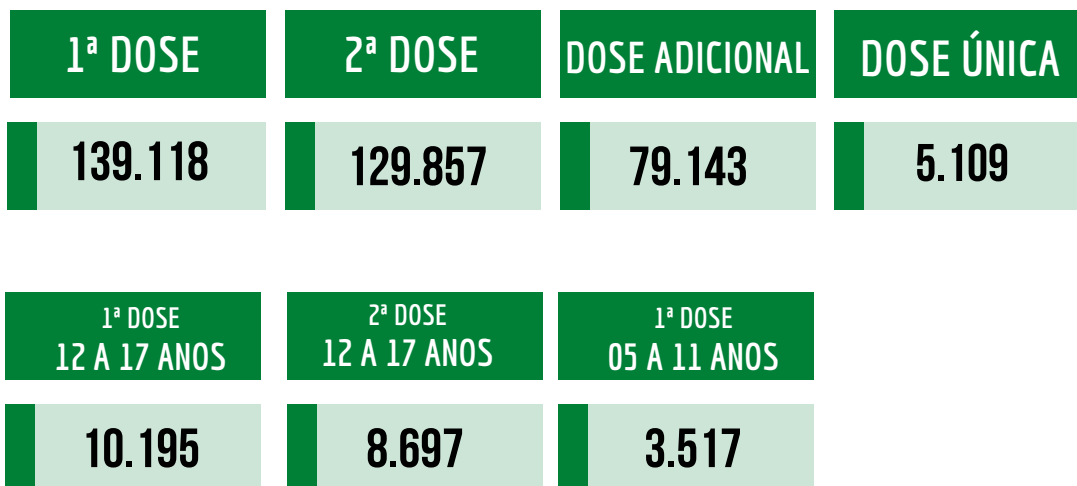 1ª DOSE
139.118
2ª DOSE
129.857
DOSE ADICIONAL
79.143
DOSE ÚNICA
5.109
1ª DOSE
12 A 17 ANOS
10.195
2ª DOSE
12 A 17 ANOS
8.697
1ª DOSE
05 A 11 ANOS
3.517